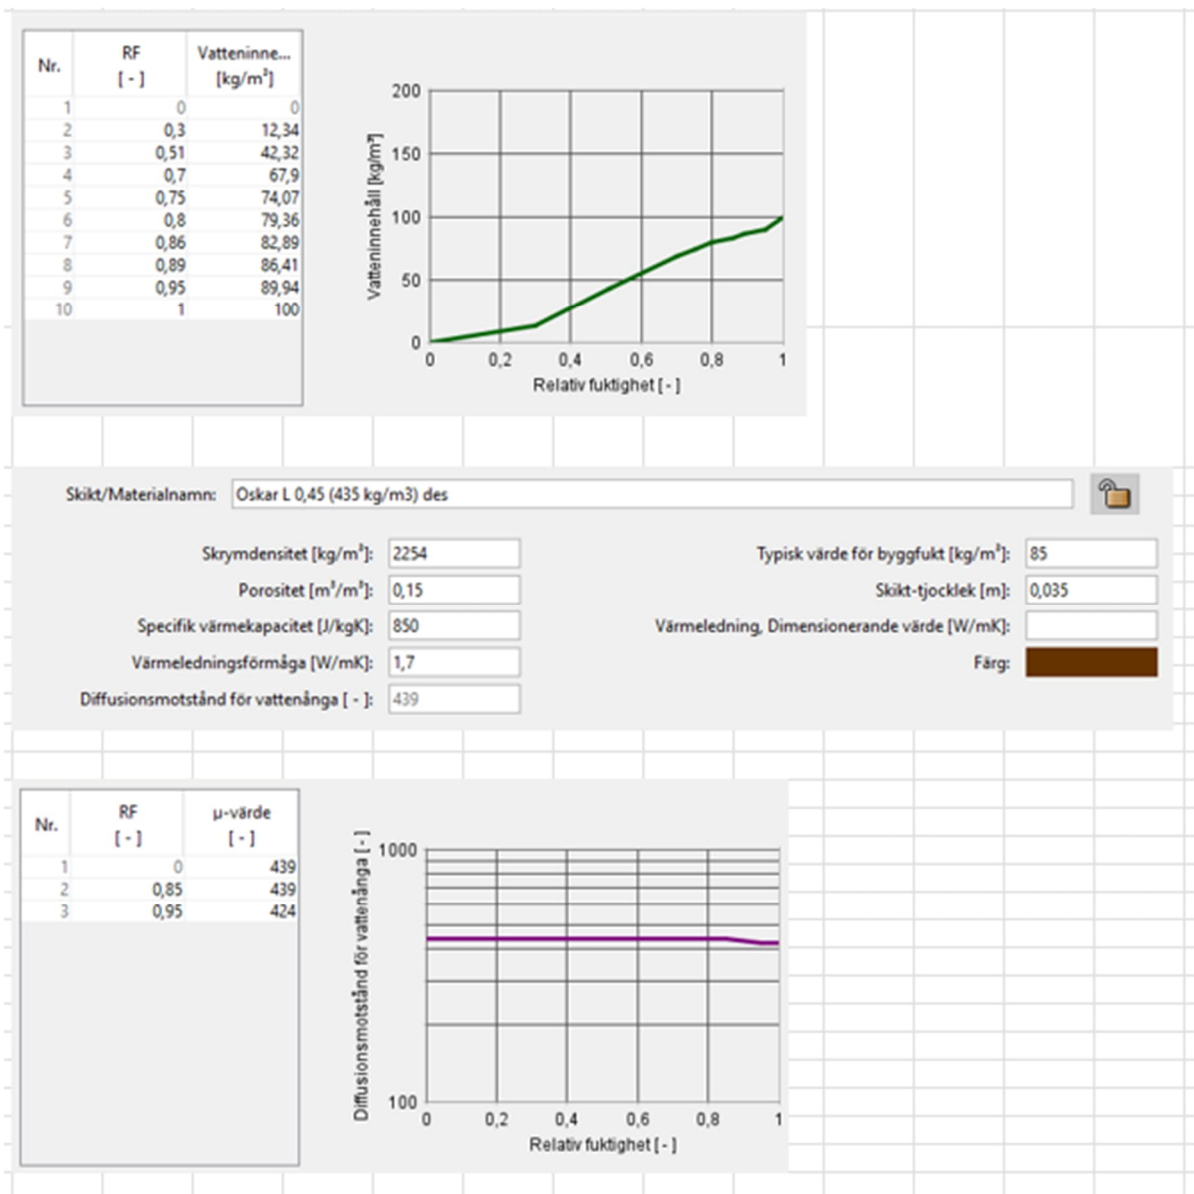 Nr. RF [ - ] Vatteninne... [kg/m³]
1 0 0
2 0,3 12,34
3 0,51 42,32
4 0,7 67,9
5 0,75 74,07
6 0,8 79,36
7 0,86 82,89
8 0,89 86,41
9 0,95 89,94
10 1 100
Vatteninnehåll [kg/m³]
200
150
100
50
0
0 0,2 0,4 0,6 0,8 1
Relativ fuktighet [ - ]
Skikt/Materialnamn: Oskar L 0,45 (435 kg/m3) des
Skrymdensitet [kg/m³]: 2254
Typisk värde för byggfukt [kg/m³]: 85
Porositet [m³/m³]: 0,15
Skikt-tjocklek [m]: 0,035
Specifik värmekapacitet [J/kgK]: 850
Värmeledning, Dimensionerande värde [W/mK]:
Värmeledningsförmåga [W/mK]: 1,7
Färg:
Diffusionsmotstånd för vattenånga [ - ]: 439
Nr. RF [ - ] µ-värde [ - ]
1 0 439
2 0,85 439
3 0,95 424
Diffusionsmotstånd för vattenånga [ - ]
1000
100
0 0,2 0,4 0,6 0,8 1
Relativ fuktighet [ - ]